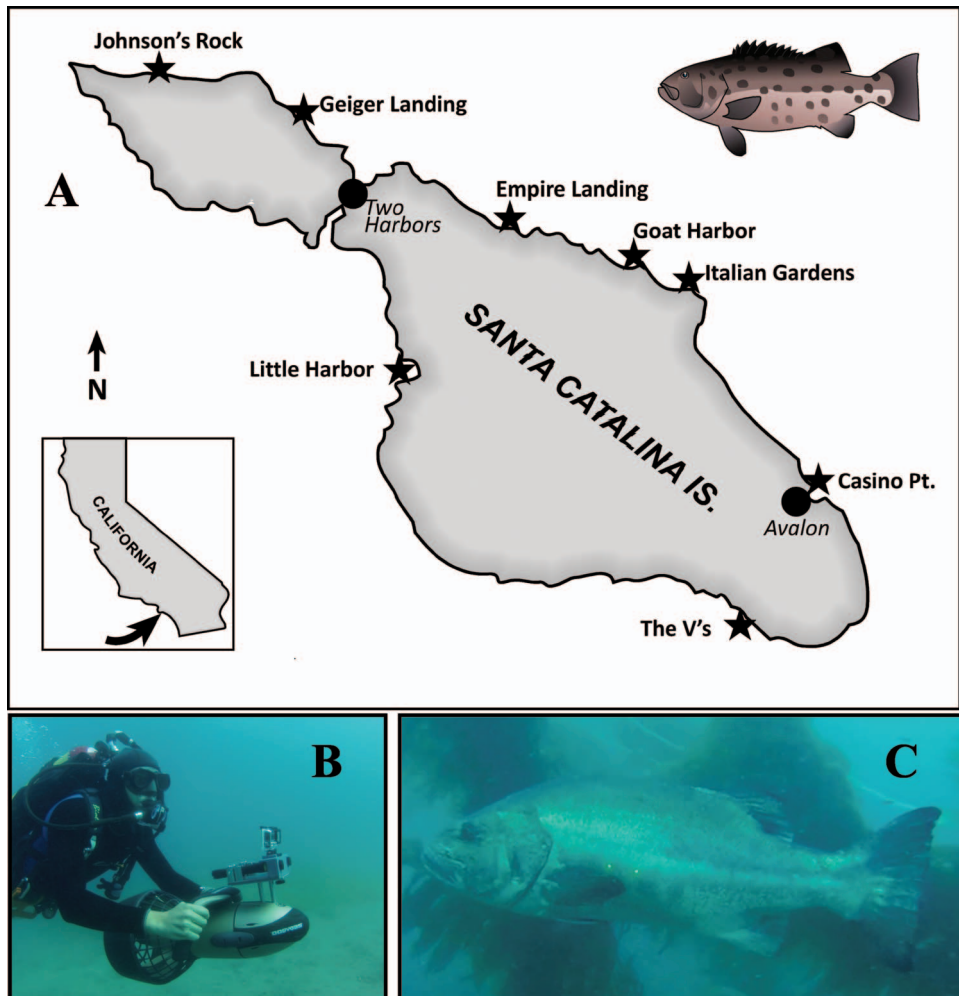 Johnson's Rock
Geiger Landing
A
Two
Harbors
Empire Landing
Goat Harbor
Italian Gardens
SANTA CATALINA IS.
N
Little Harbor
CALIFORNIA
Casino Pt.
Avalon
The V's
B
C